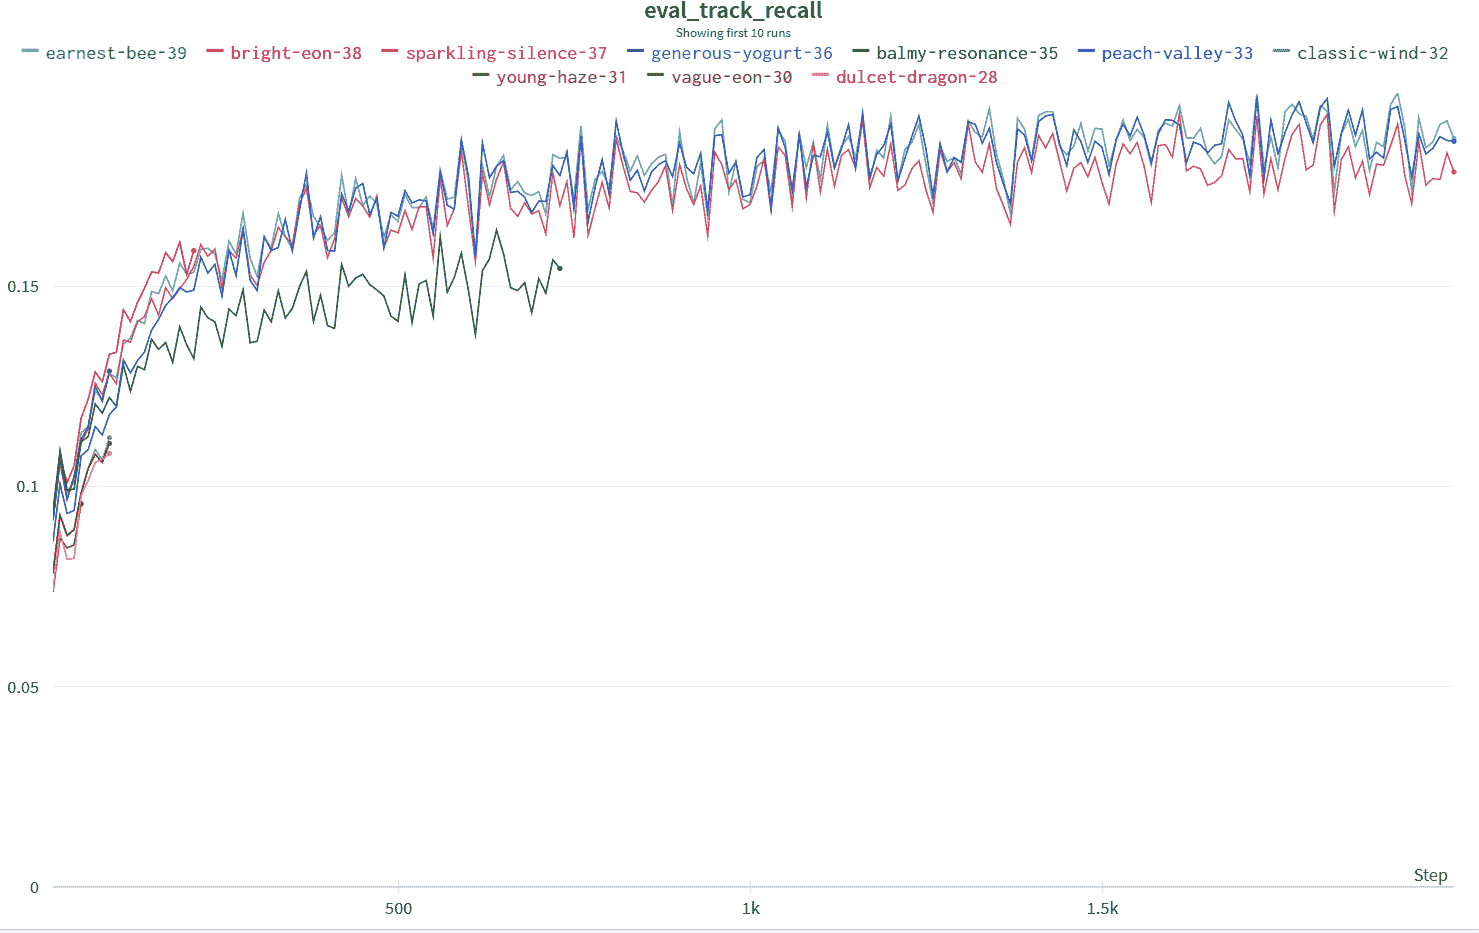 eval_track_recall
Showing first 10 runs
earnest-bee-39 bright-eon-38 sparkling-silence-37 generous-yogurt-36 balmy-resonance-35 peach-valley-33 classic-wind-32
young-haze-31 vague-eon-30 dulcet-dragon-28
0.15
0.1
0.05
Step
0
500 1k 1.5k